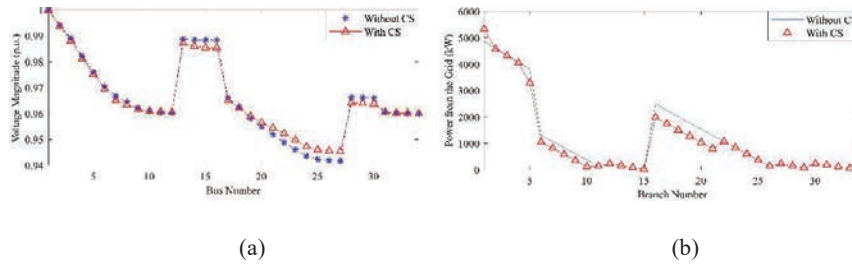 1
0.99
0.98
0.97
0.96
0.95
0.94
Voltage Magnitude (p.u.)
5
10
15
20
25
30
Bus Number
Without CS
With CS
6000
5000
4000
3000
2000
1000
0
Power from the Grid (kW)
0
5
10
15
20
25
30
Branch Number
Without C
With CS
(a)
(b)